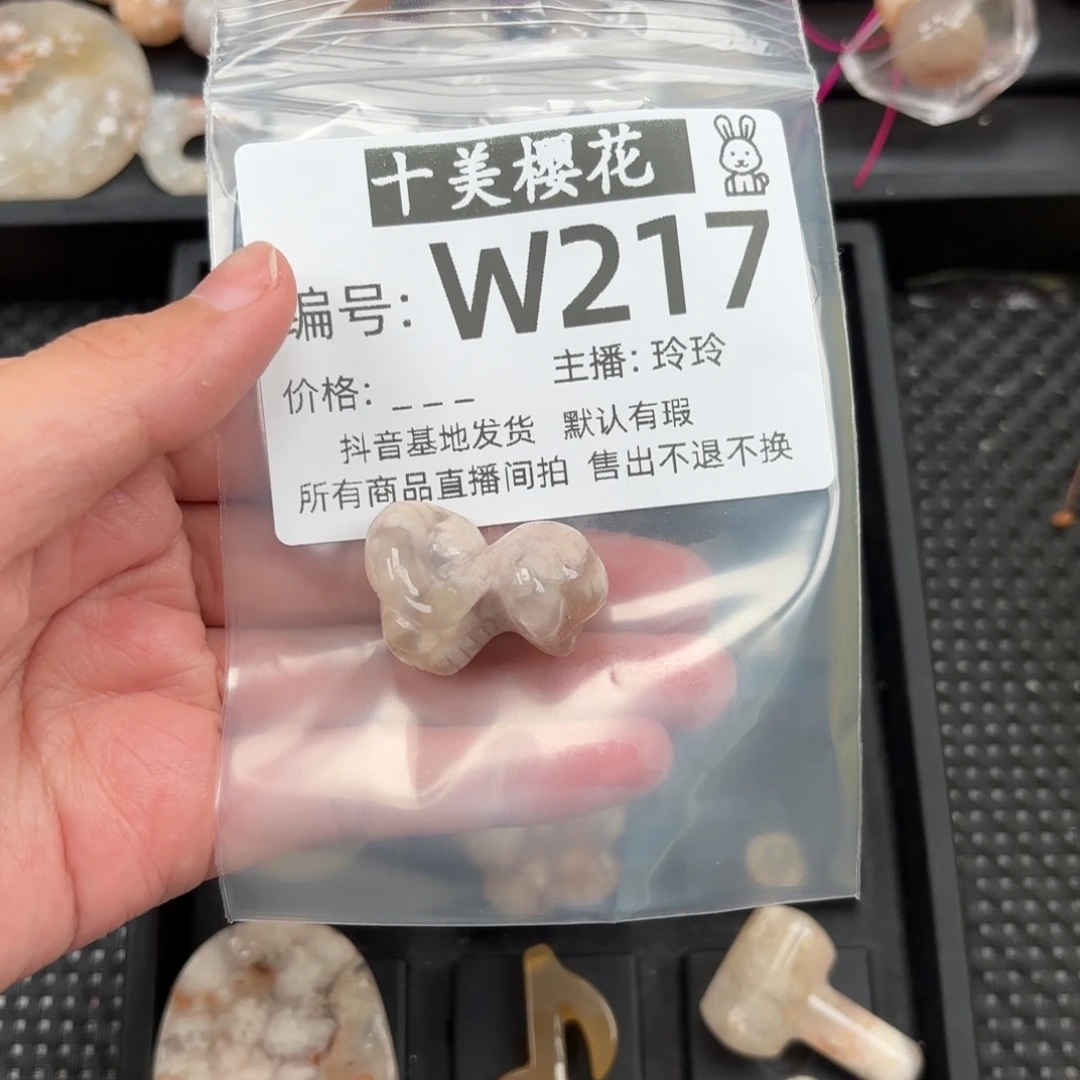 十美樱花
编号: W217
价格: _ _ _ 主播: 玲玲
抖音基地发货 默认有瑕
所有商品直播间拍 售出不退不换